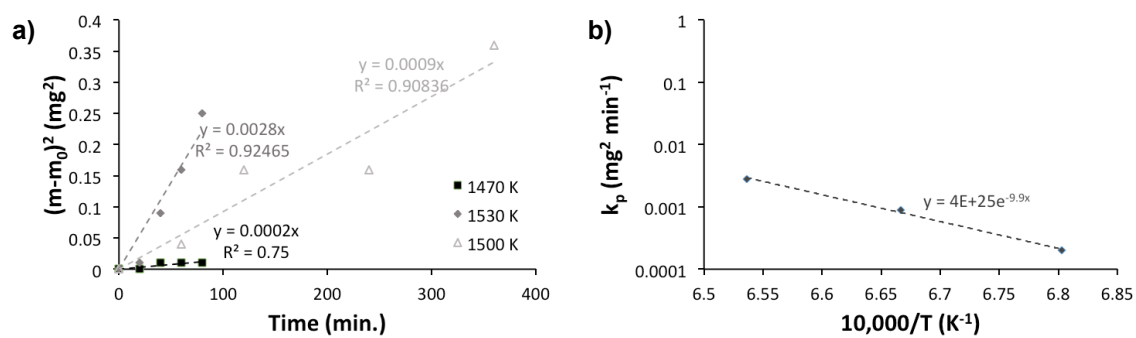 a)
(m-m₀)² (mg²)
0.4
0.35
0.3
0.25
0.2
0.15
0.1
0.05
0
y = 0.0009x
R² = 0.90836
y = 0.0028x
R² = 0.92465
y = 0.0002x
R² = 0.75
1470 K
1530 K
1500 K
0 100 200 300 400
Time (min.)
b)
kₚ (mg² min⁻¹)
1
0.1
0.01
0.001
0.0001
y = 4E+25e⁻⁹·⁹ˣ
6.5 6.55 6.6 6.65 6.7 6.75 6.8 6.85
10,000/T (K⁻¹)